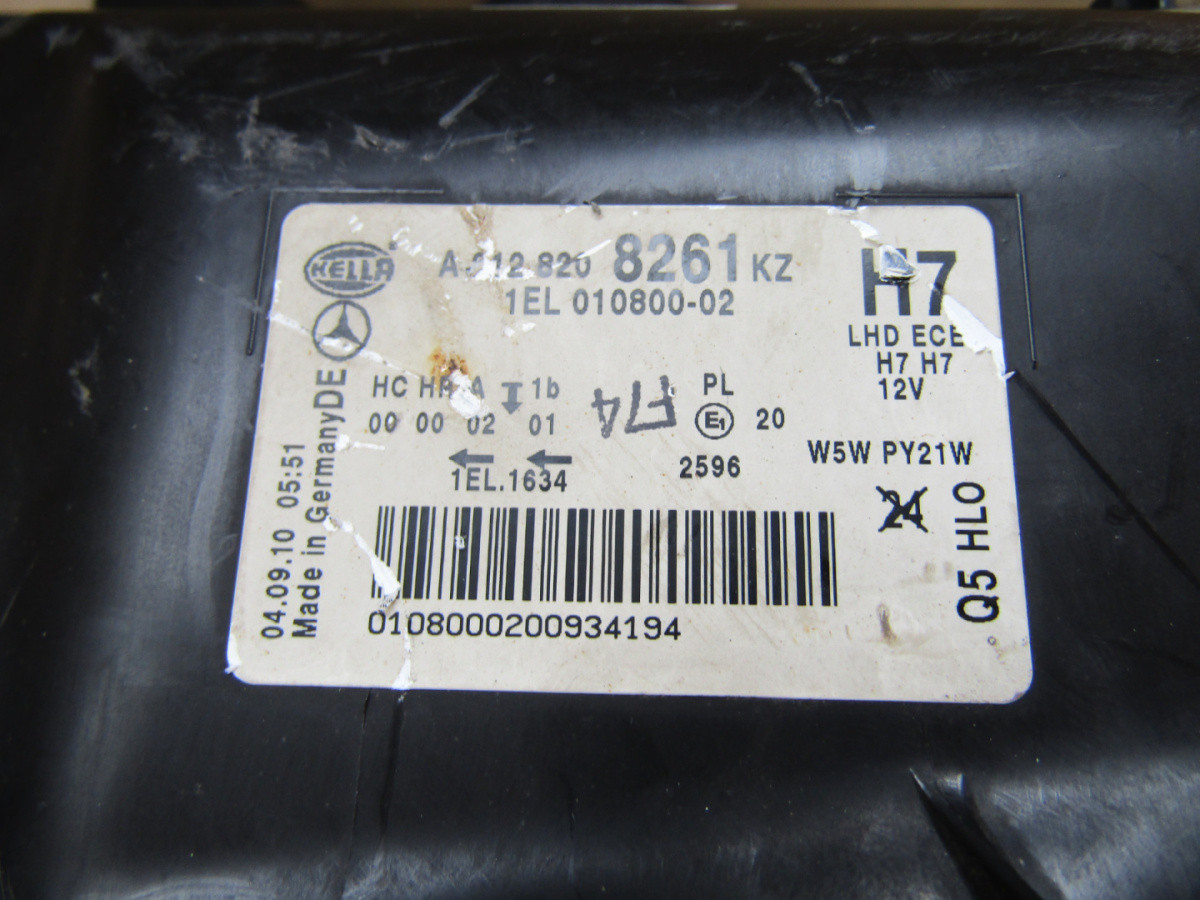 HELLA
A 212 820 8261 KZ
1EL 010800-02
H7
LHD ECE
H7 H7
12V
HC HR A 1b
00 00 02 01
F74
PL
E1 20
2596
1EL.1634
W5W PY21W
24
Q5 HLO
0108000200934194
04.09.10 05:51
Made in Germany DE